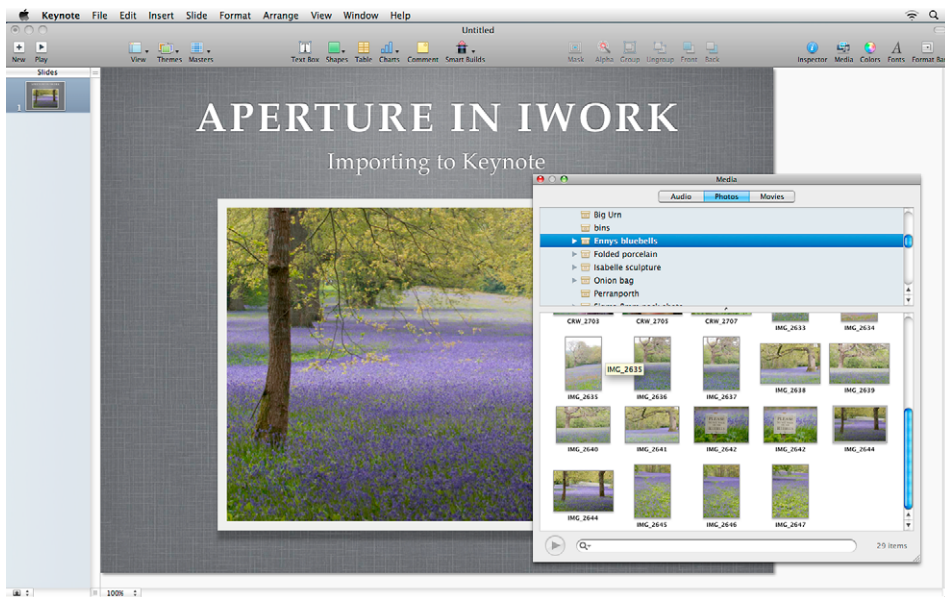 Keynote File Edit Insert Slide Format Arrange View Window Help
Untitled
New Play View Themes Masters Text Box Shapes Table Charts Comment Smart Builds Mask Alpha Group Ungroup Front Back Inspector Media Colors Fonts Format Bar
Slides
1
APERTURE IN IWORK
Importing to Keynote
Media
Audio Photos Movies
Big Urn
bins
Ennys bluebells
Folded porcelain
Isabelle sculpture
Onion bag
Perranporth
CRW_2703 CRW_2705 CRW_2707 IMG_2633 IMG_2634
IMG_2635
IMG_2635 IMG_2636 IMG_2637 IMG_2638 IMG_2639
IMG_2640 IMG_2641 IMG_2642 IMG_2642 IMG_2644
IMG_2644 IMG_2645 IMG_2646 IMG_2647
29 items
100%